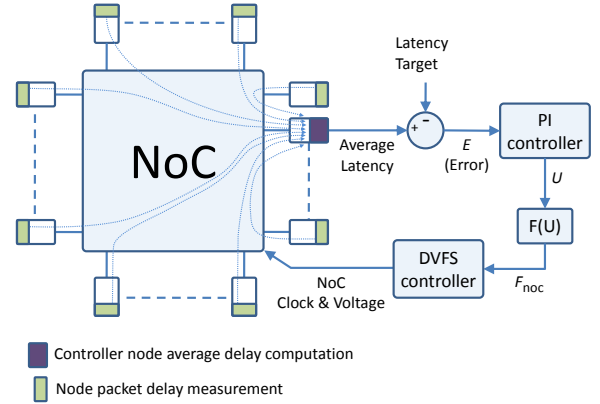 Latency
Target
NoC
+
−
Average
Latency
E
(Error)
PI
controller
U
F(U)
F_noc
DVFS
controller
NoC
Clock & Voltage
Controller node average delay computation
Node packet delay measurement